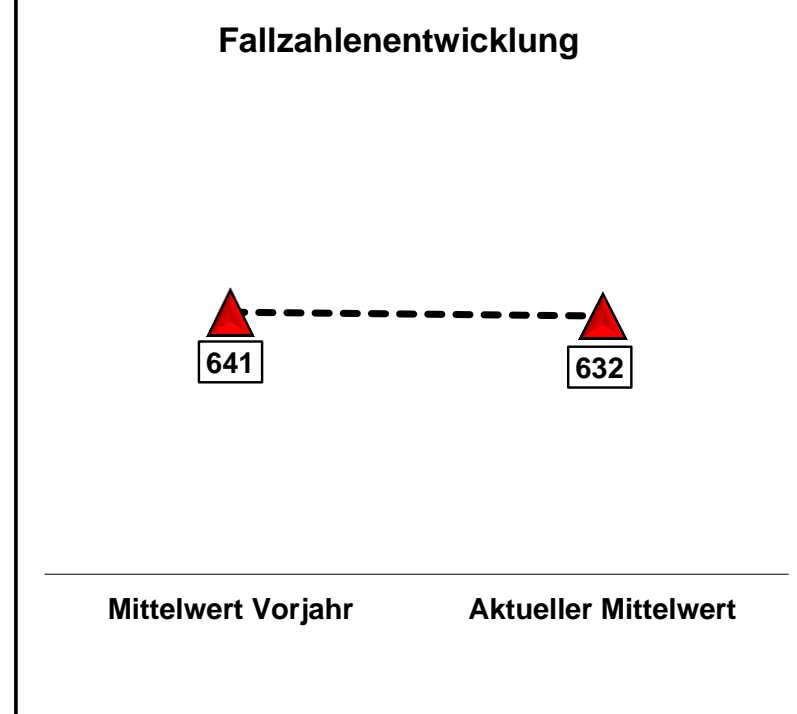 Fallzahlenentwicklung
641
632
Mittelwert Vorjahr
Aktueller Mittelwert